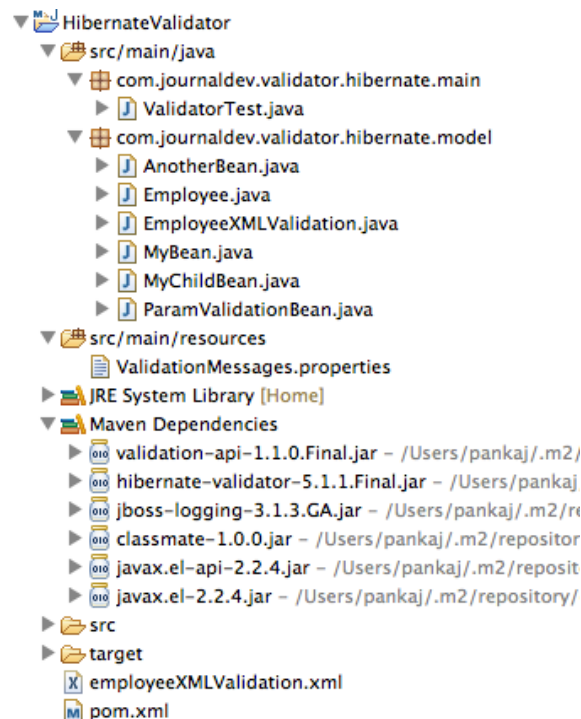 HibernateValidator
src/main/java
com.journaldev.validator.hibernate.main
ValidatorTest.java
com.journaldev.validator.hibernate.model
AnotherBean.java
Employee.java
EmployeeXMLValidation.java
MyBean.java
MyChildBean.java
ParamValidationBean.java
src/main/resources
ValidationMessages.properties
JRE System Library [Home]
Maven Dependencies
validation-api-1.1.0.Final.jar – /Users/pankaj/.m2/
hibernate-validator-5.1.1.Final.jar – /Users/pankaj
jboss-logging-3.1.3.GA.jar – /Users/pankaj/.m2/re
classmate-1.0.0.jar – /Users/pankaj/.m2/repositor
javax.el-api-2.2.4.jar – /Users/pankaj/.m2/reposit
javax.el-2.2.4.jar – /Users/pankaj/.m2/repository/
src
target
employeeXMLValidation.xml
pom.xml